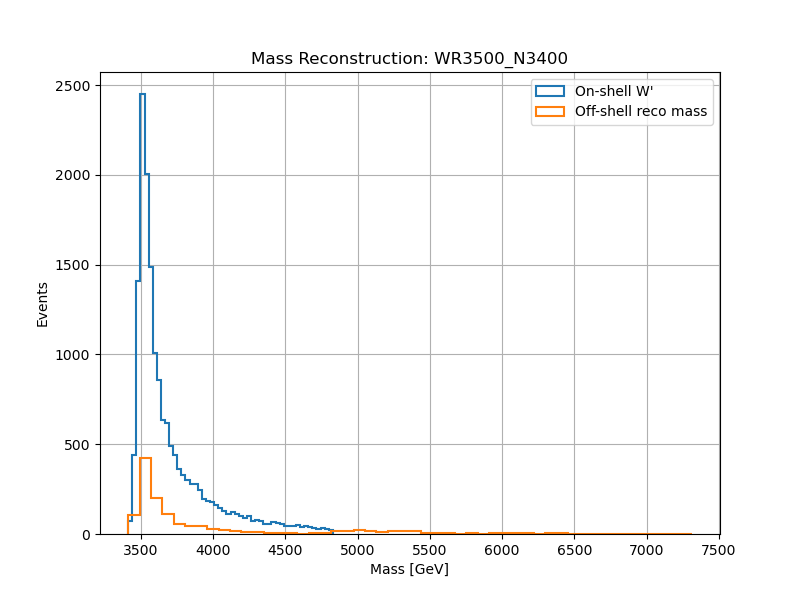 Mass Reconstruction: WR3500_N3400
On-shell W'
Off-shell reco mass
Events
2500
2000
1500
1000
500
0
3500 4000 4500 5000 5500 6000 6500 7000 7500
Mass [GeV]